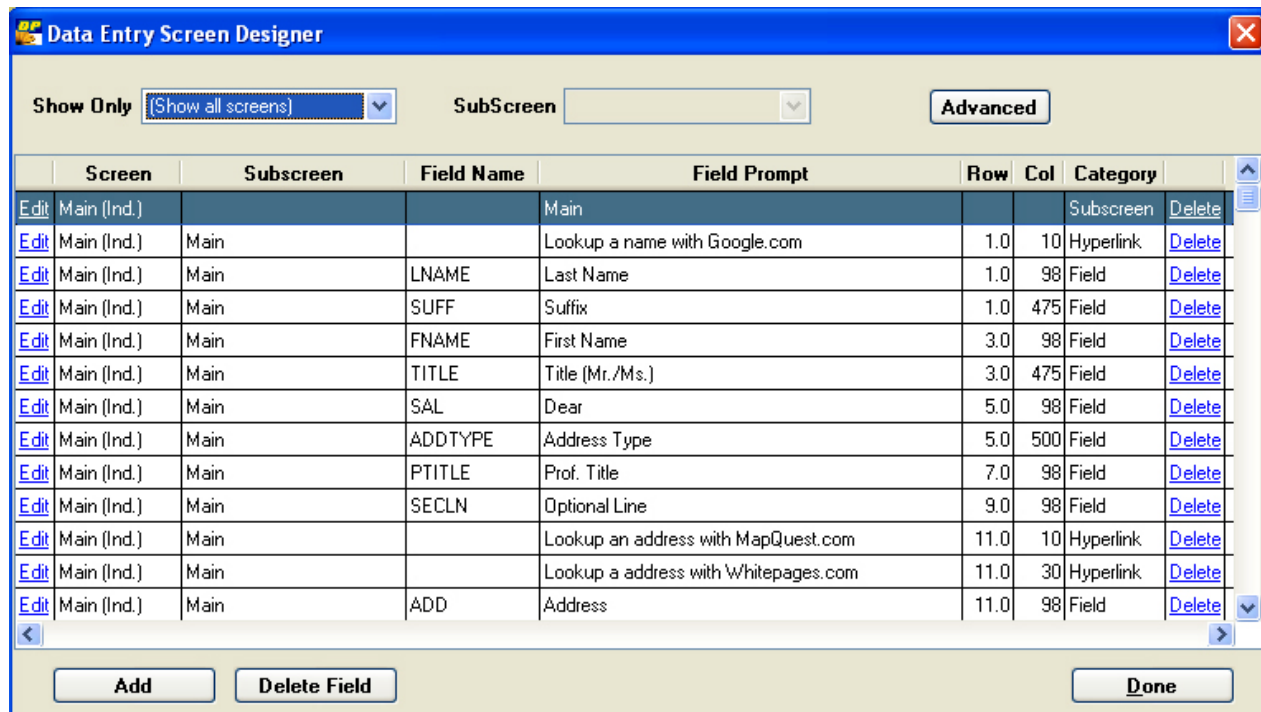 DP Data Entry Screen Designer
Show Only (Show all screens) SubScreen Advanced
Screen Subscreen Field Name Field Prompt Row Col Category
Edit Main (Ind.) Main Subscreen Delete
Edit Main (Ind.) Main Lookup a name with Google.com 1.0 10 Hyperlink Delete
Edit Main (Ind.) Main LNAME Last Name 1.0 98 Field Delete
Edit Main (Ind.) Main SUFF Suffix 1.0 475 Field Delete
Edit Main (Ind.) Main FNAME First Name 3.0 98 Field Delete
Edit Main (Ind.) Main TITLE Title (Mr./Ms.) 3.0 475 Field Delete
Edit Main (Ind.) Main SAL Dear 5.0 98 Field Delete
Edit Main (Ind.) Main ADDTYPE Address Type 5.0 500 Field Delete
Edit Main (Ind.) Main PTITLE Prof. Title 7.0 98 Field Delete
Edit Main (Ind.) Main SECLN Optional Line 9.0 98 Field Delete
Edit Main (Ind.) Main Lookup an address with MapQuest.com 11.0 10 Hyperlink Delete
Edit Main (Ind.) Main Lookup a address with Whitepages.com 11.0 30 Hyperlink Delete
Edit Main (Ind.) Main ADD Address 11.0 98 Field Delete
Add Delete Field Done